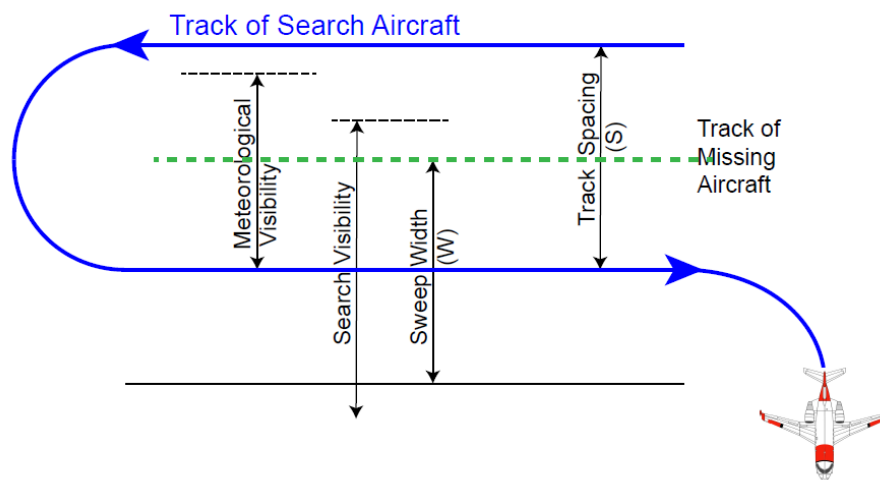 Track of Search Aircraft
Meteorological
Visibility
Search Visibility
Sweep Width
(W)
Track Spacing
(S)
Track of
Missing
Aircraft